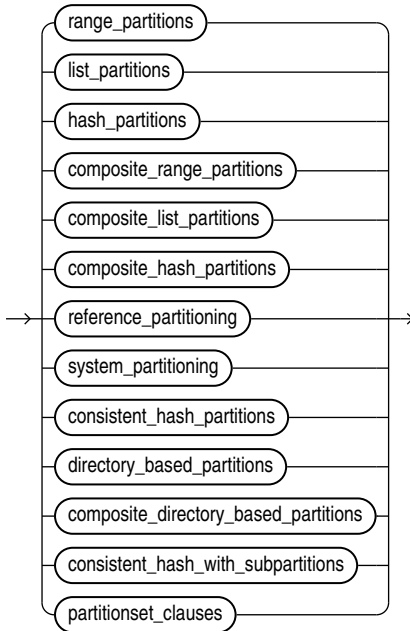 range_partitions
list_partitions
hash_partitions
composite_range_partitions
composite_list_partitions
composite_hash_partitions
reference_partitioning
system_partitioning
consistent_hash_partitions
directory_based_partitions
composite_directory_based_partitions
consistent_hash_with_subpartitions
partitionset_clauses